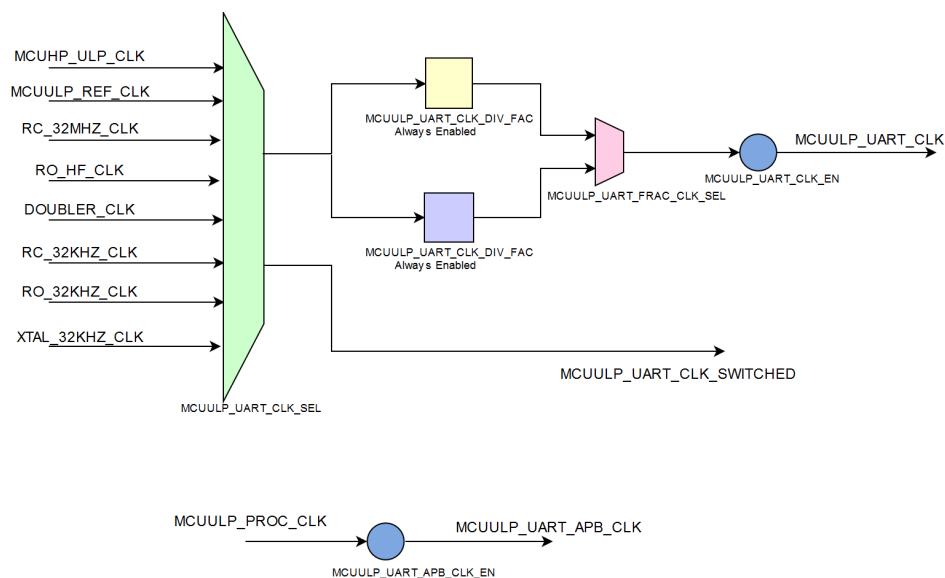 MCUHP_ULP_CLK
MCUULP_REF_CLK
RC_32MHZ_CLK
RO_HF_CLK
DOUBLER_CLK
RC_32KHZ_CLK
RO_32KHZ_CLK
XTAL_32KHZ_CLK
MCUULP_UART_CLK_SEL
MCUULP_UART_CLK_DIV_FAC
Always Enabled
MCUULP_UART_CLK_DIV_FAC
Always Enabled
MCUULP_UART_FRAC_CLK_SEL
MCUULP_UART_CLK_EN
MCUULP_UART_CLK
MCUULP_UART_CLK_SWITCHED
MCUULP_PROC_CLK
MCUULP_UART_APB_CLK_EN
MCUULP_UART_APB_CLK